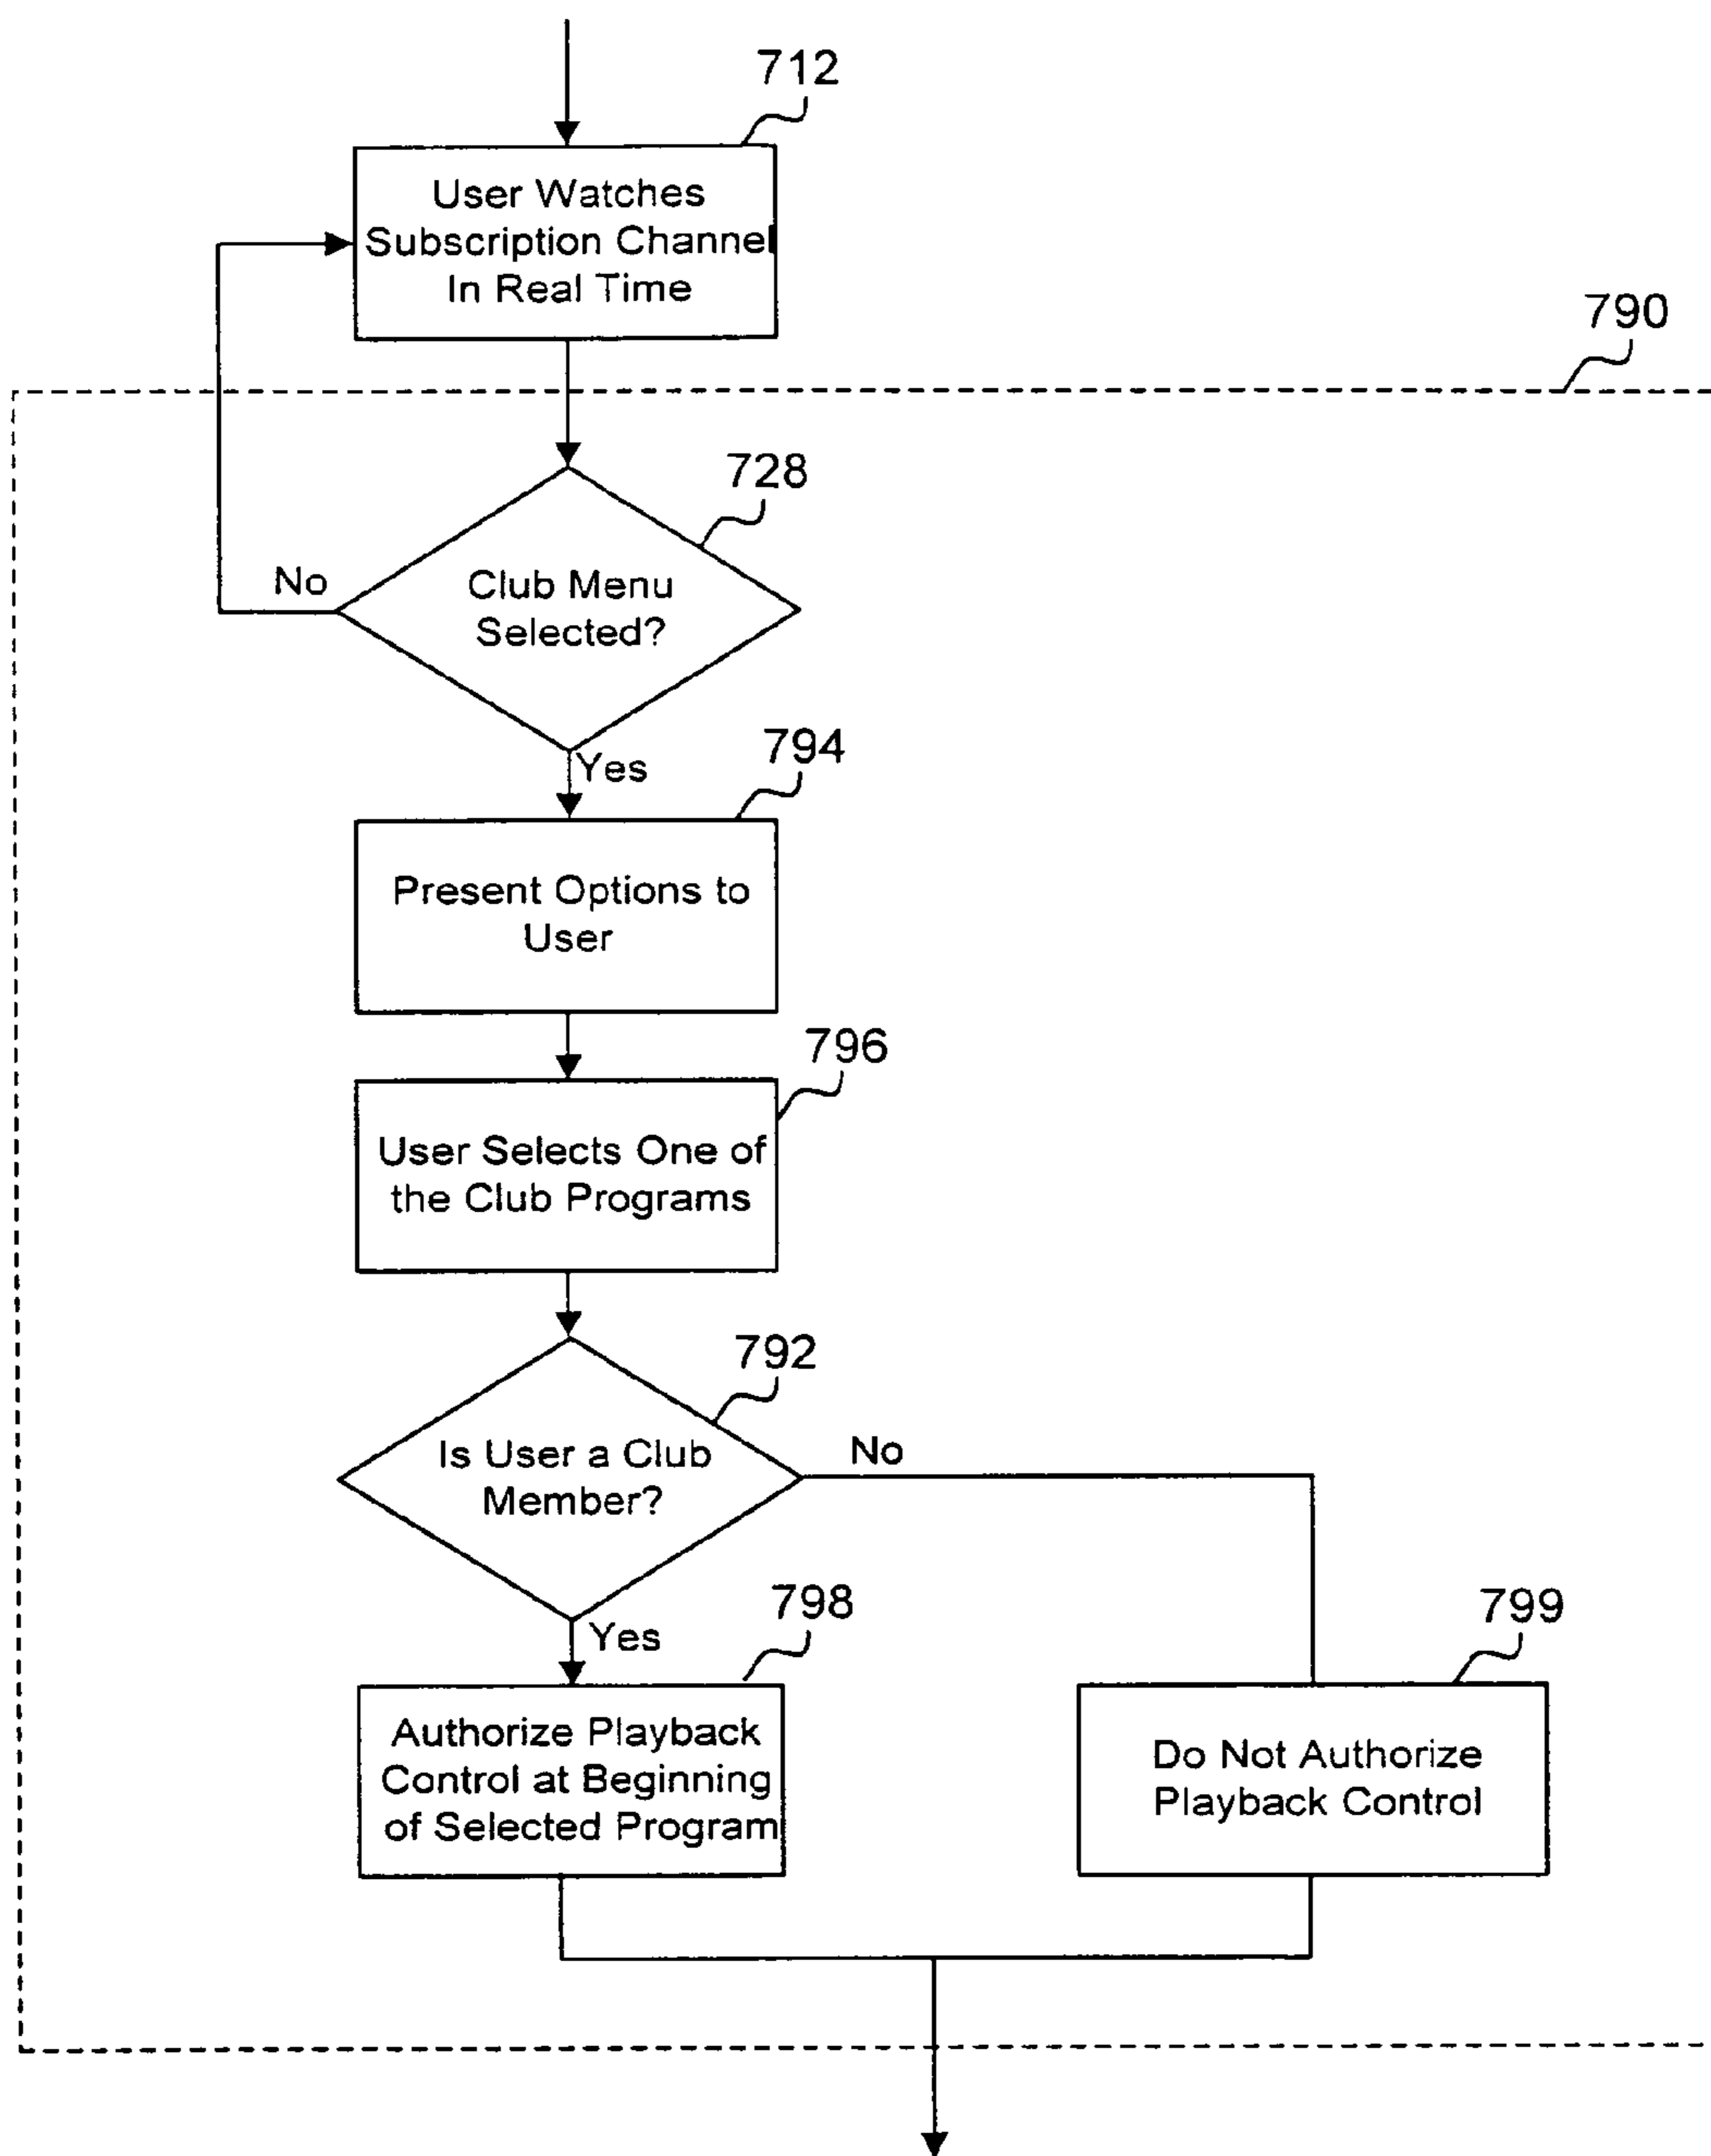 712
User Watches
Subscription Channel
In Real Time
790
728
No
Club Menu
Selected?
Yes
794
Present Options to
User
796
User Selects One of
the Club Programs
792
Is User a Club
Member?
No
Yes
798
799
Authorize Playback
Control at Beginning
of Selected Program
Do Not Authorize
Playback Control